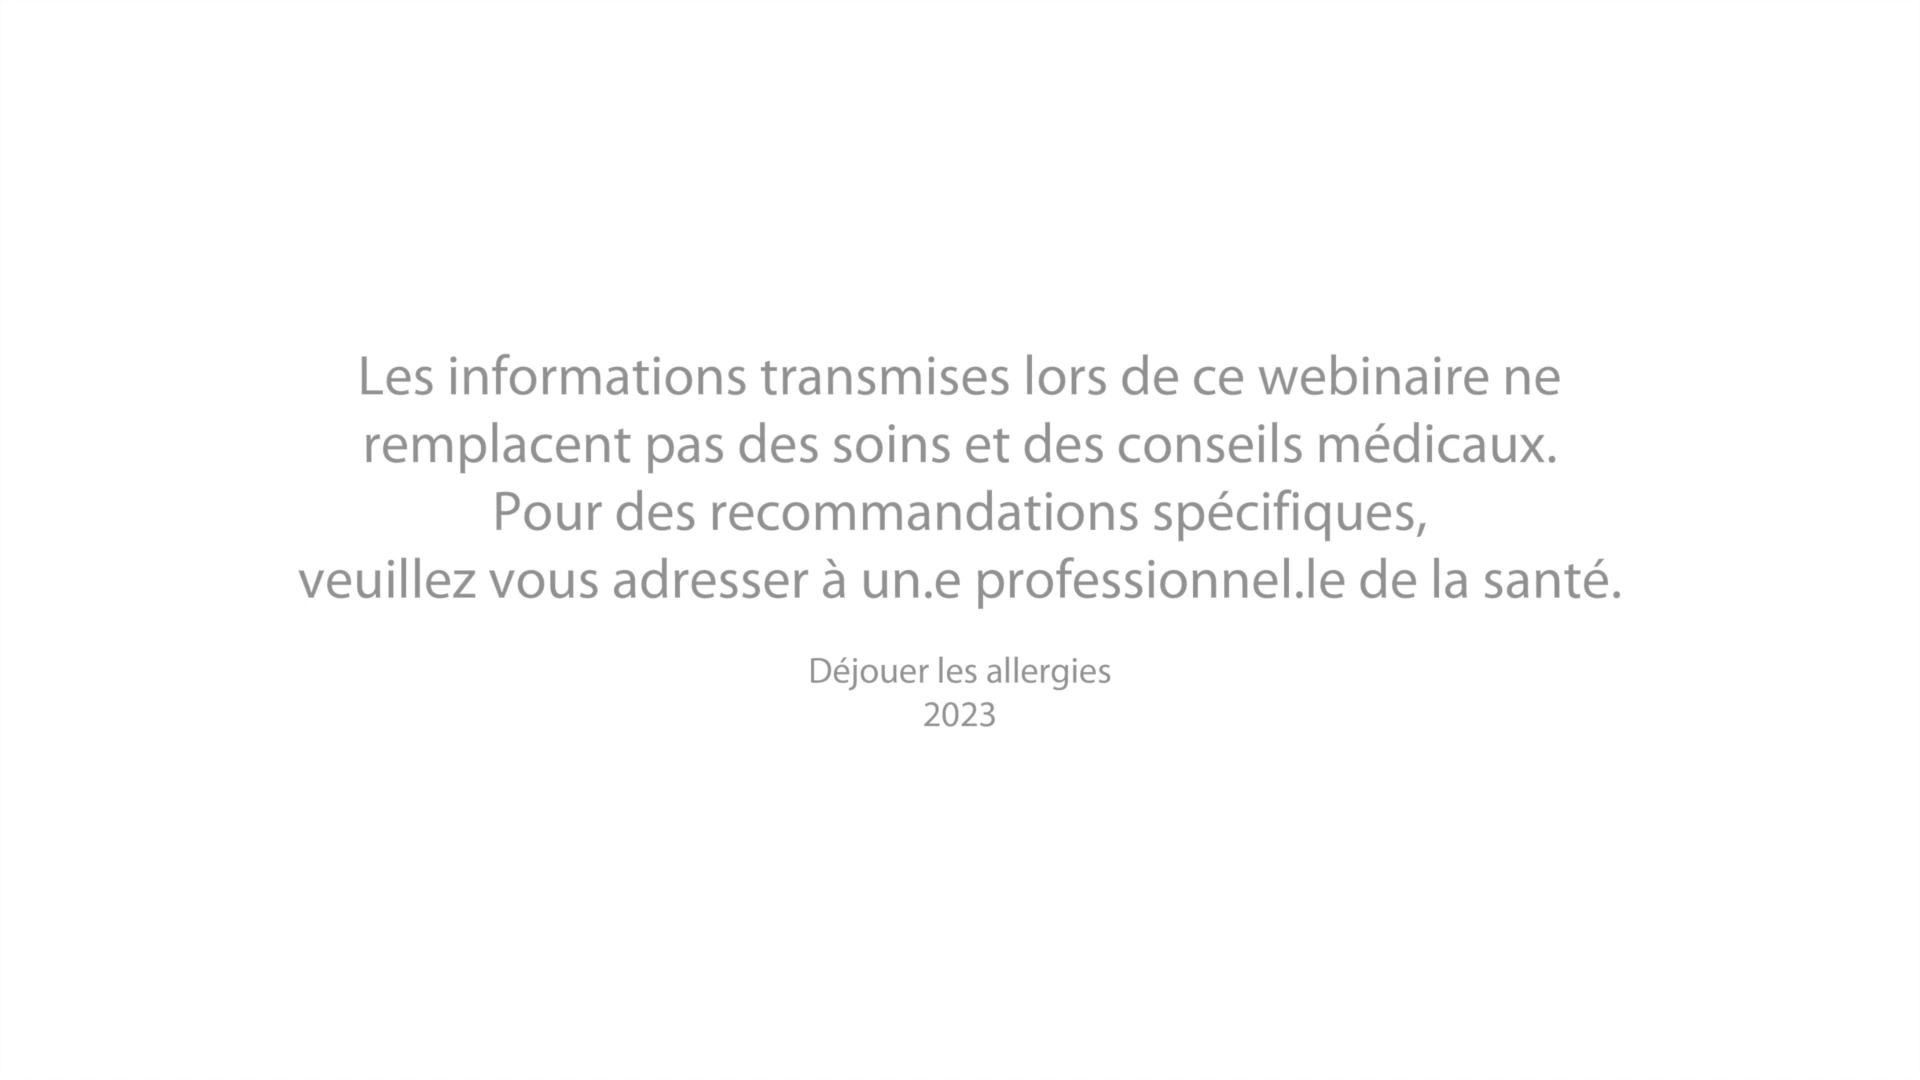 Les informations transmises lors de ce webinaire ne
remplacent pas des soins et des conseils médicaux.
Pour des recommandations spécifiques,
veuillez vous adresser à un.e professionnel.le de la santé.
Déjouer les allergies
2023